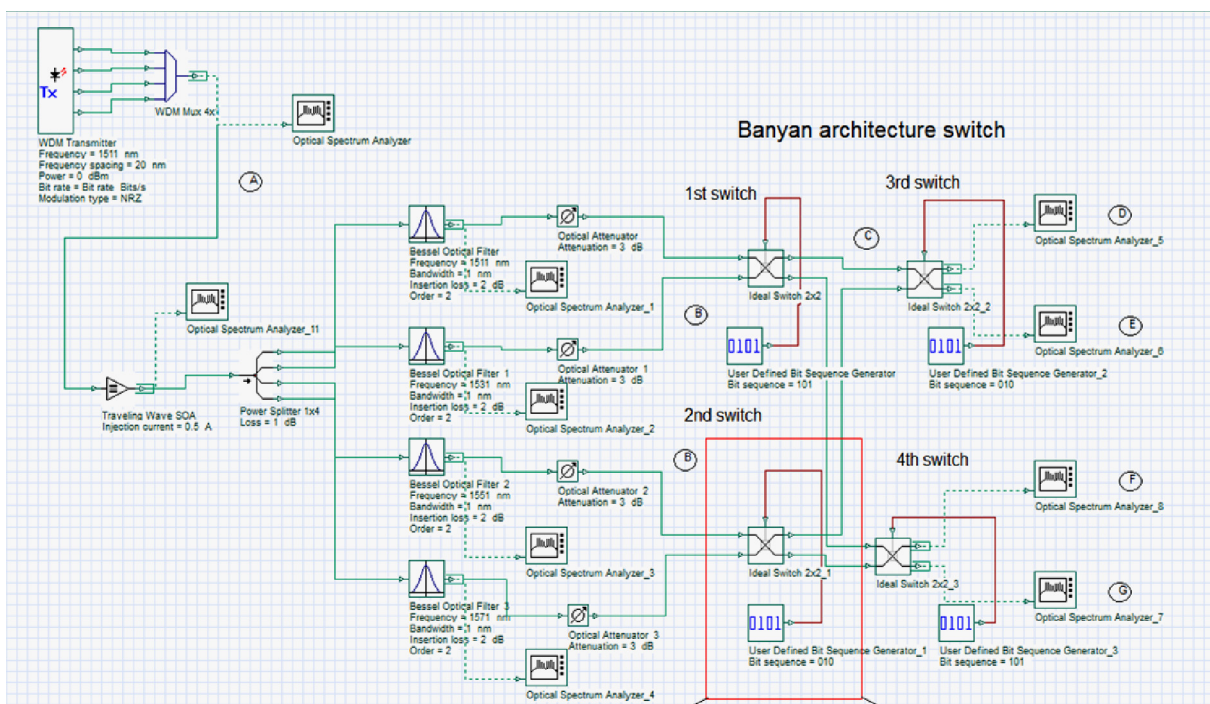 Tx
WDM Mux 4x
WDM Transmitter
Frequency = 1511 nm
Frequency spacing = 20 nm
Power = 0 dBm
Bit rate = Bit rate Bits/s
Modulation type = NRZ
Optical Spectrum Analyzer
A
Banyan architecture switch
1st switch
3rd switch
Bessel Optical Filter
Frequency = 1511 nm
Bandwidth = 1 nm
Insertion loss = 2 dB
Order = 2
Optical Attenuator
Attenuation = 3 dB
Optical Spectrum Analyzer_1
Ideal Switch 2x2
C
Ideal Switch 2x2_2
Optical Spectrum Analyzer_5
D
Optical Spectrum Analyzer_11
B
0101
User Defined Bit Sequence Generator
Bit sequence = 101
0101
User Defined Bit Sequence Generator_2
Bit sequence = 010
Optical Spectrum Analyzer_6
E
Traveling Wave SOA
Injection current = 0.5 A
Power Splitter 1x4
Loss = 1 dB
Bessel Optical Filter 1
Frequency = 1531 nm
Bandwidth = 1 nm
Insertion loss = 2 dB
Order = 2
Optical Attenuator 1
Attenuation = 3 dB
Optical Spectrum Analyzer_2
2nd switch
B
4th switch
Bessel Optical Filter 2
Frequency = 1551 nm
Bandwidth = 1 nm
Insertion loss = 2 dB
Order = 2
Optical Attenuator 2
Attenuation = 3 dB
Optical Spectrum Analyzer_3
Ideal Switch 2x2_1
Ideal Switch 2x2_3
Optical Spectrum Analyzer_8
F
Bessel Optical Filter 3
Frequency = 1571 nm
Bandwidth = 1 nm
Insertion loss = 2 dB
Order = 2
Optical Attenuator 3
Attenuation = 3 dB
Optical Spectrum Analyzer_4
0101
User Defined Bit Sequence Generator_1
Bit sequence = 010
0101
User Defined Bit Sequence Generator_3
Bit sequence = 101
Optical Spectrum Analyzer_7
G